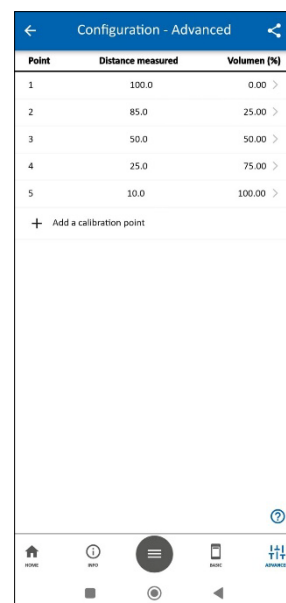 Configuration - Advanced
Point Distance measured Volumen (%)
1 100.0 0.00
2 85.0 25.00
3 50.0 50.00
4 25.0 75.00
5 10.0 100.00
+ Add a calibration point
HOME INFO BASIC ADVANCE